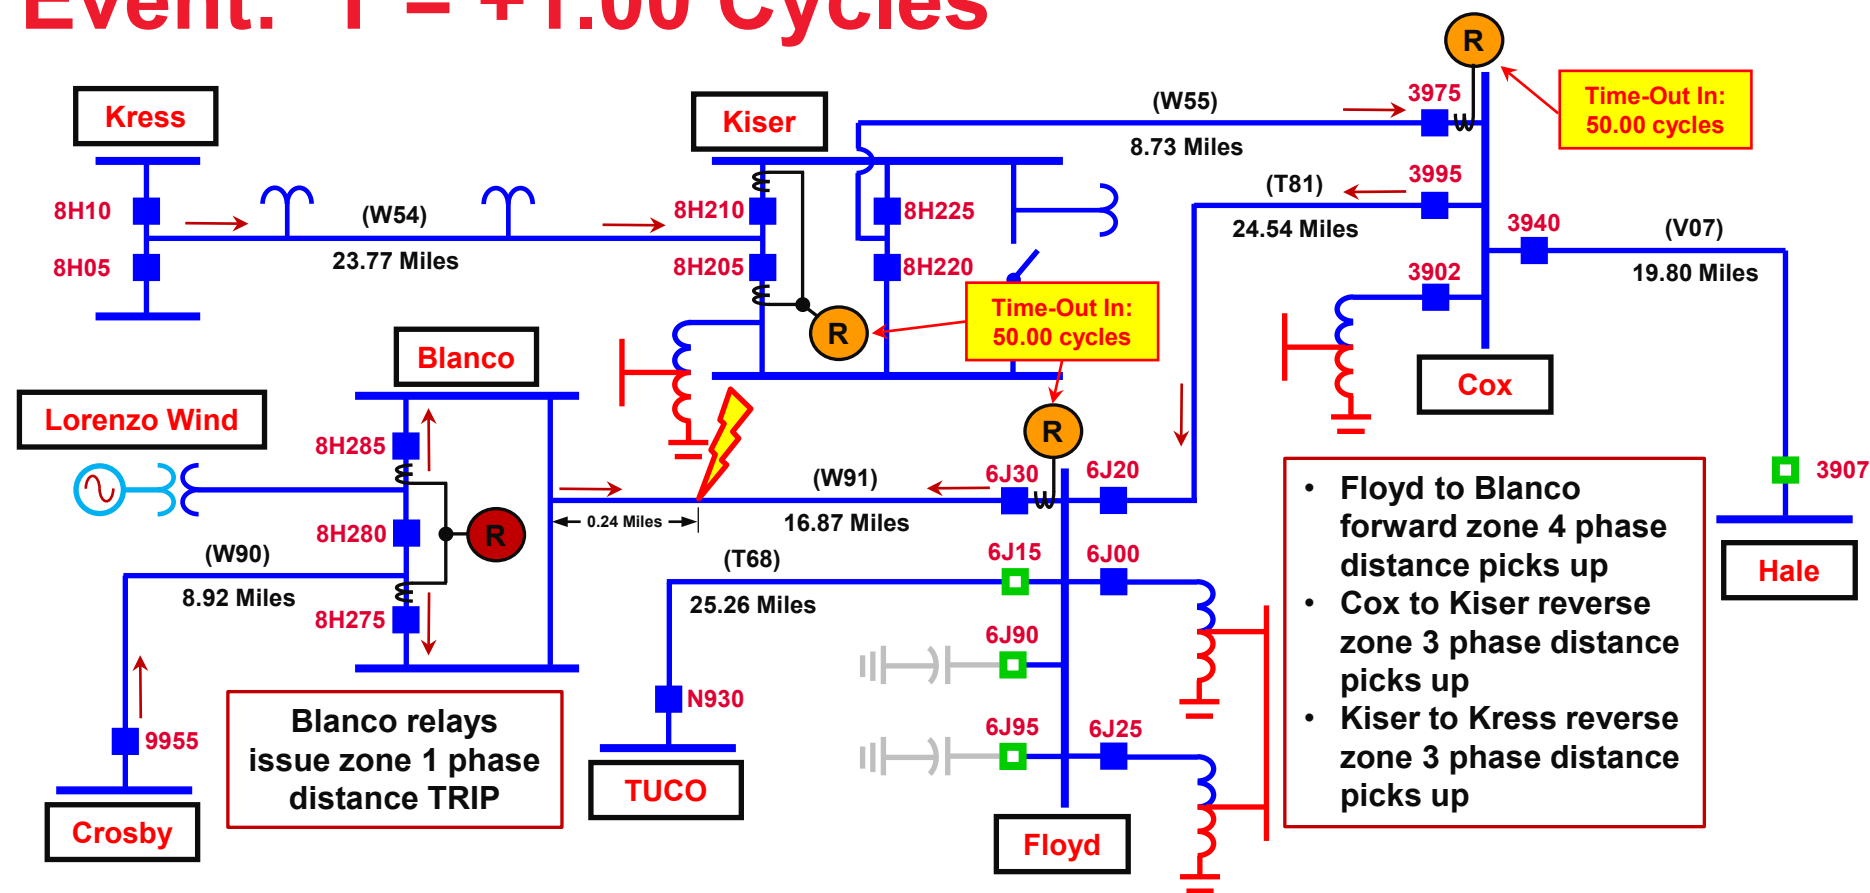 Event: T = +1.00 Cycles
R
Time-Out In:
50.00 cycles
Kress
Kiser
(W55)
8.73 Miles
3975
8H10
(W54)
23.77 Miles
8H05
8H210
8H205
8H225
8H220
(T81)
24.54 Miles
3995
3940
(V07)
19.80 Miles
3902
Time-Out In:
50.00 cycles
R
Cox
Blanco
Lorenzo Wind
8H285
8H280
8H275
R
(W90)
8.92 Miles
0.24 Miles
(W91)
16.87 Miles
R
6J30
6J20
3907
Hale
(T68)
25.26 Miles
6J15
6J00
6J90
6J95
6J25
N930
TUCO
Floyd
9955
Crosby
Blanco relays
issue zone 1 phase
distance TRIP
• Floyd to Blanco
forward zone 4 phase
distance picks up
• Cox to Kiser reverse
zone 3 phase distance
picks up
• Kiser to Kress reverse
zone 3 phase distance
picks up